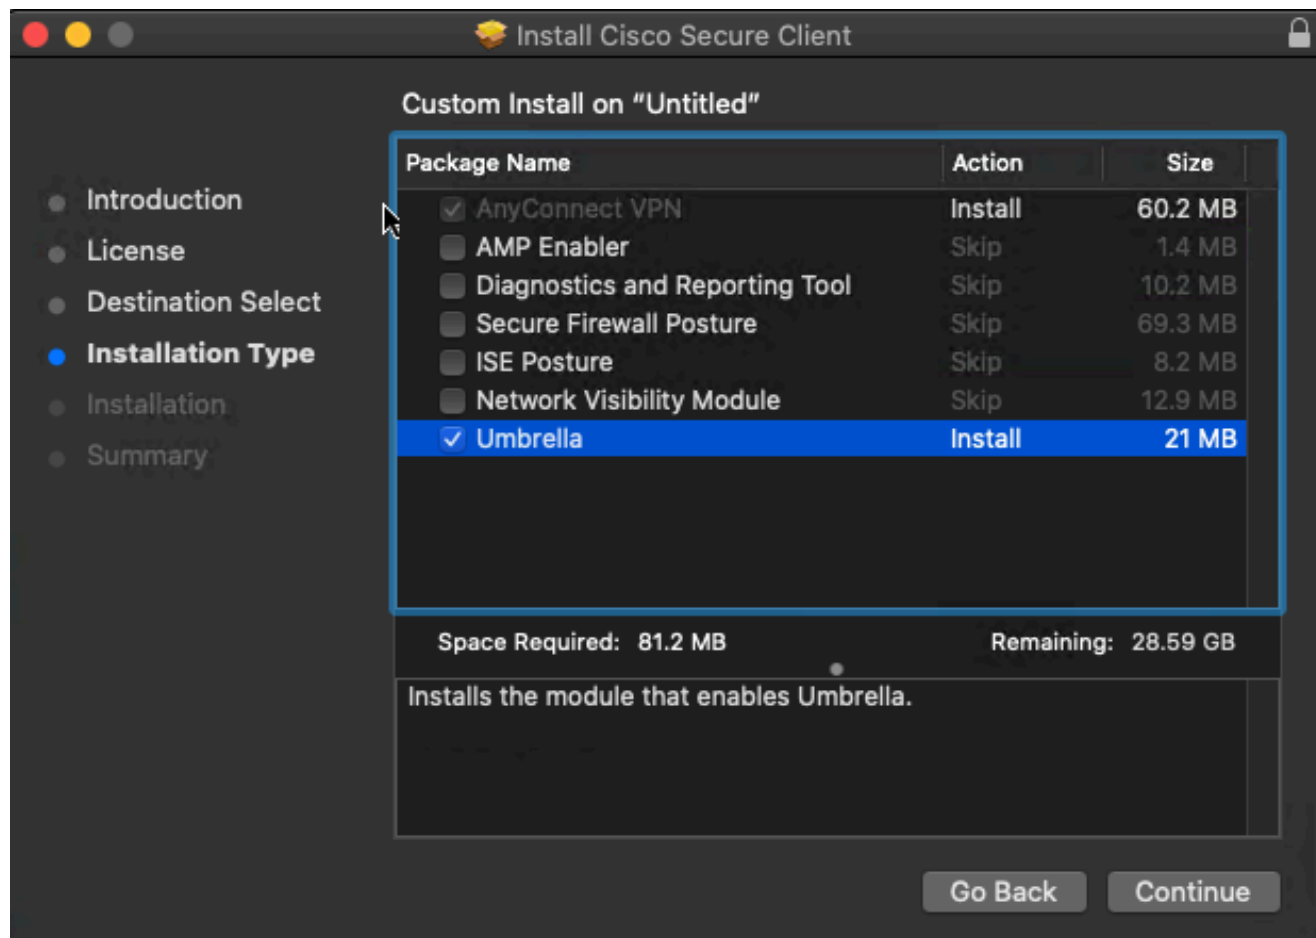 Install Cisco Secure Client
Custom Install on “Untitled”
Introduction
License
Destination Select
Installation Type
Installation
Summary
Package Name Action Size
AnyConnect VPN Install 60.2 MB
AMP Enabler Skip 1.4 MB
Diagnostics and Reporting Tool Skip 10.2 MB
Secure Firewall Posture Skip 69.3 MB
ISE Posture Skip 8.2 MB
Network Visibility Module Skip 12.9 MB
Umbrella Install 21 MB
Space Required: 81.2 MB Remaining: 28.59 GB
Installs the module that enables Umbrella.
Go Back Continue